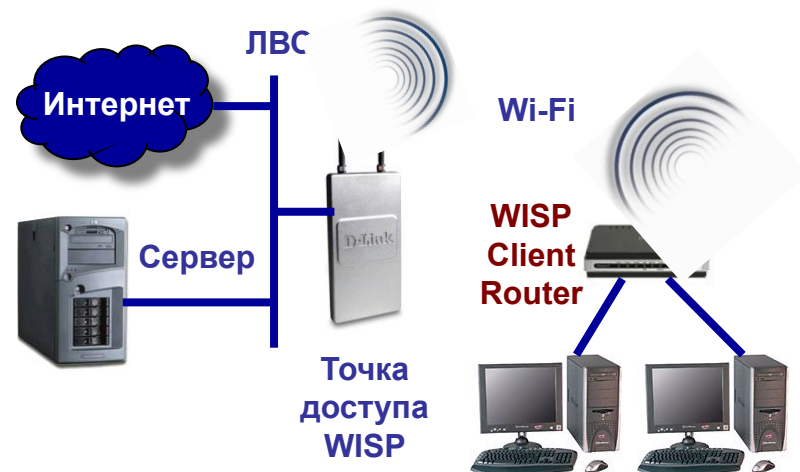 ЛВС
Интернет
Wi-Fi
D-Link
WISP
Client
Router
Сервер
Точка
доступа
WISP